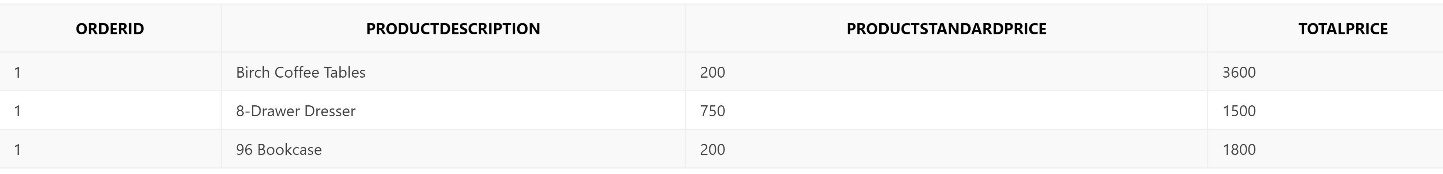 ORDERID PRODUCTDESCRIPTION PRODUCTSTANDARDPRICE TOTALPRICE
1 Birch Coffee Tables 200 3600
1 8-Drawer Dresser 750 1500
1 96 Bookcase 200 1800